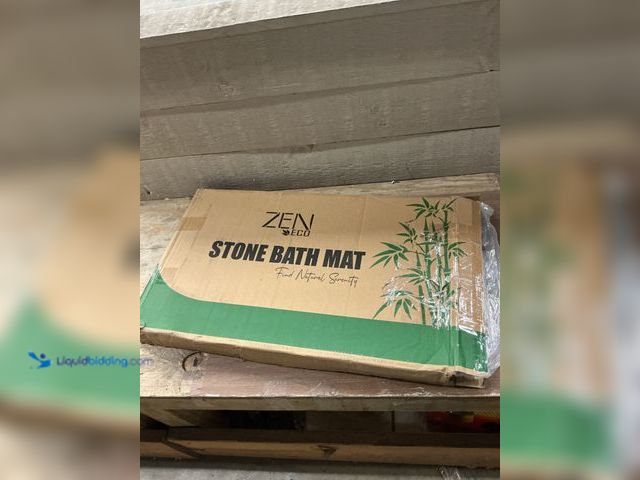 ZEN
ECO
STONE BATH MAT
Find Natural Serenity
Liquidbidding.com